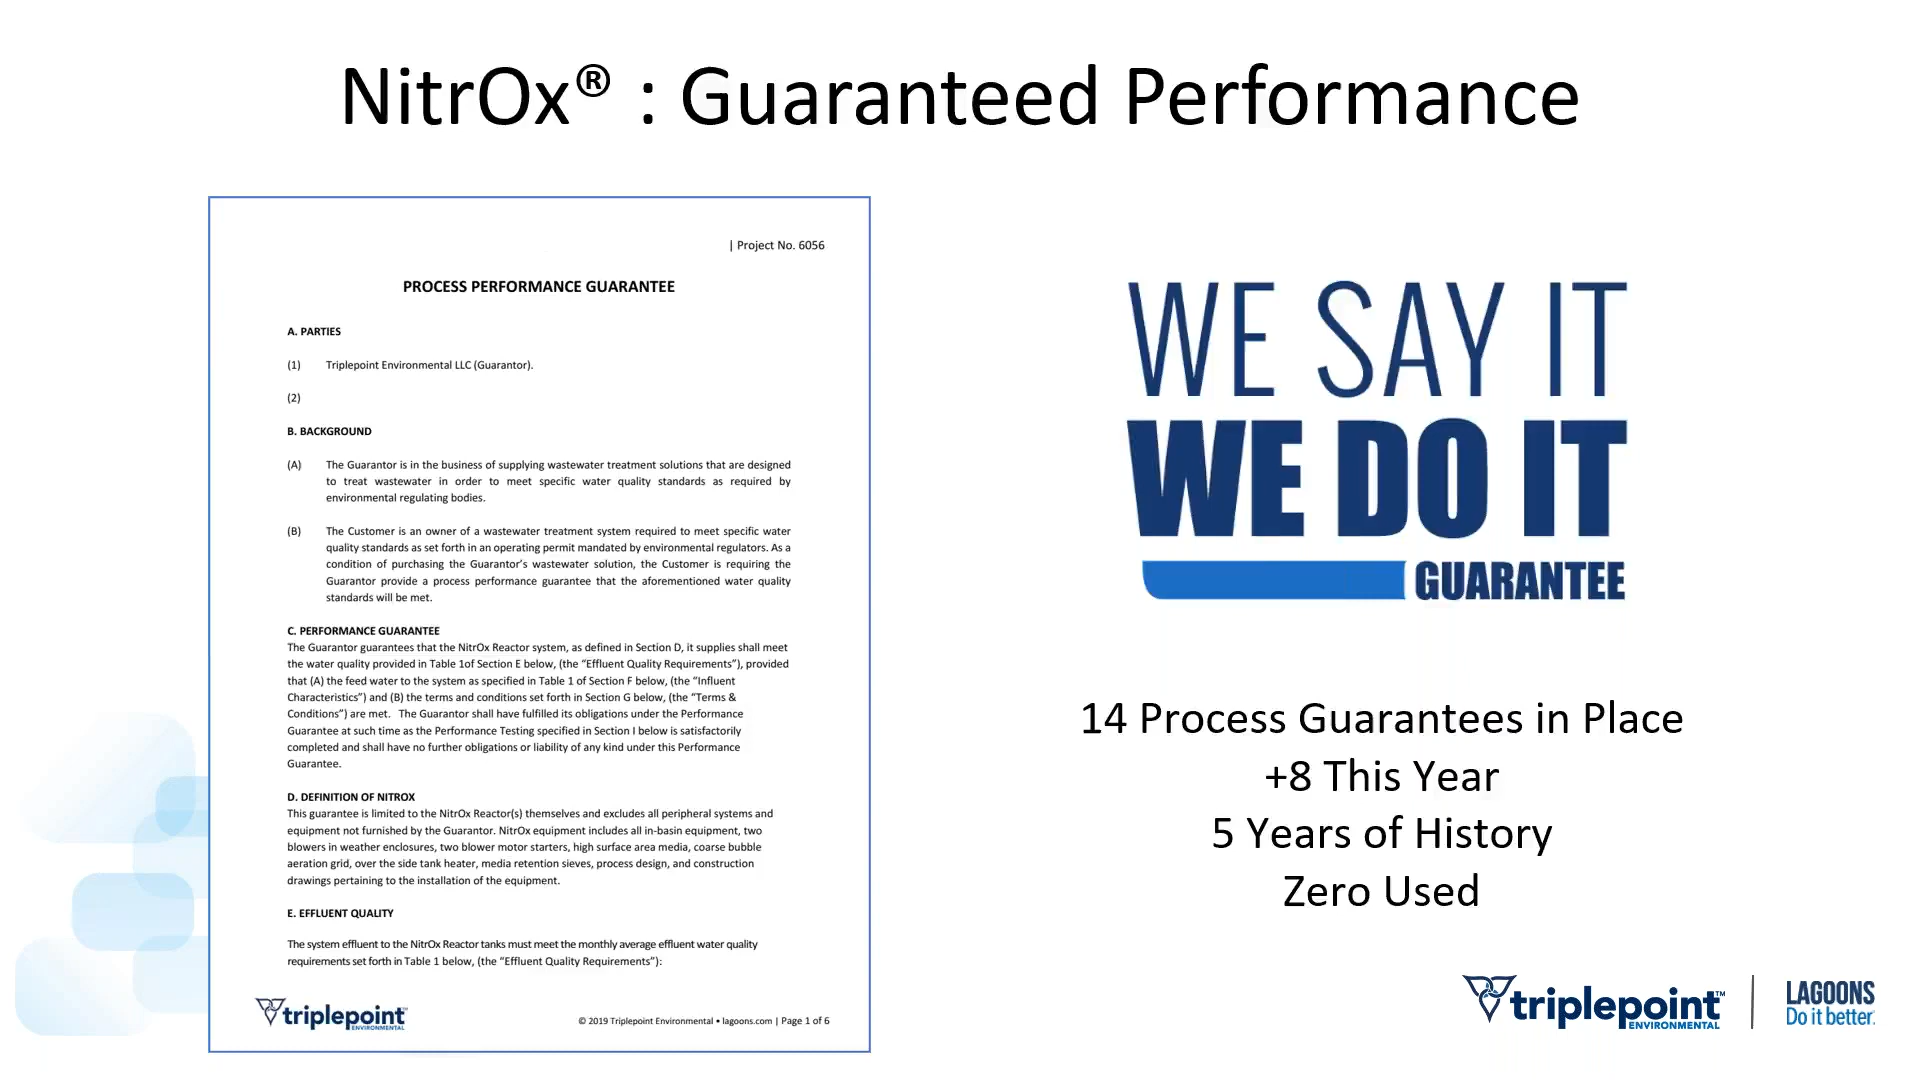 NitrOx® : Guaranteed Performance
| Project No. 6056
PROCESS PERFORMANCE GUARANTEE
A. PARTIES
(1) Triplepoint Environmental LLC (Guarantor).
(2)
B. BACKGROUND
(A) The Guarantor is in the business of supplying wastewater treatment solutions that are designed
to treat wastewater in order to meet specific water quality standards as required by
environmental regulating bodies.
(B) The Customer is an owner of a wastewater treatment system required to meet specific water
quality standards as set forth in an operating permit mandated by environmental regulators. As a
condition of purchasing the Guarantor's wastewater solution, the Customer is requiring the
Guarantor provide a process performance guarantee that the aforementioned water quality
standards will be met.
C. PERFORMANCE GUARANTEE
The Guarantor guarantees that the NitrOx Reactor system, as defined in Section D, it supplies shall meet
the water quality provided in Table 1of Section E below, (the “Effluent Quality Requirements”), provided
that (A) the feed water to the system as specified in Table 1 of Section F below, (the “Influent
Characteristics”) and (B) the terms and conditions set forth in Section G below, (the “Terms &
Conditions”) are met. The Guarantor shall have fulfilled its obligations under the Performance
Guarantee at such time as the Performance Testing specified in Section I below is satisfactorily
completed and shall have no further obligations or liability of any kind under this Performance
Guarantee.
D. DEFINITION OF NITROX
This guarantee is limited to the NitrOx Reactor(s) themselves and excludes all peripheral systems and
equipment not furnished by the Guarantor. NitrOx equipment includes all in-basin equipment, two
blowers in weather enclosures, two blower motor starters, high surface area media, coarse bubble
aeration grid, over the side tank heater, media retention sieves, process design, and construction
drawings pertaining to the installation of the equipment.
E. EFFLUENT QUALITY
The system effluent to the NitrOx Reactor tanks must meet the monthly average effluent water quality
requirements set forth in Table 1 below, (the “Effluent Quality Requirements”):
triplepoint
ENVIRONMENTAL
© 2019 Triplepoint Environmental • lagoons.com | Page 1 of 6
WE SAY IT
WE DO IT
GUARANTEE
14 Process Guarantees in Place
+8 This Year
5 Years of History
Zero Used
triplepoint™
ENVIRONMENTAL
LAGOONS
Do it better.